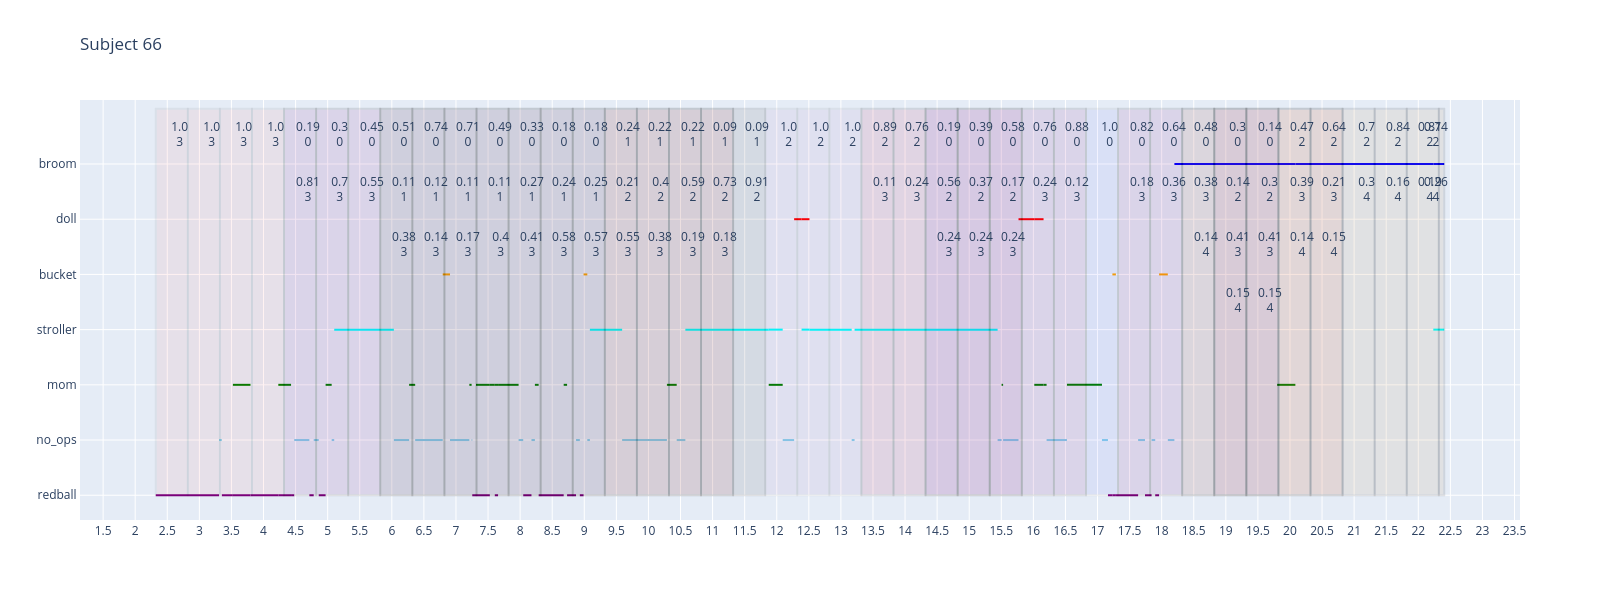 Subject 66
1.0 1.0 1.0 1.0 0.19 0.3 0.45 0.51 0.74 0.71 0.49 0.33 0.18 0.18 0.24 0.22 0.22 0.09 0.09 1.0 1.0 1.0 0.89 0.76 0.19 0.39 0.58 0.76 0.88 1.0 0.82 0.64 0.48 0.3 0.14 0.47 0.64 0.7 0.84
3 3 3 3 0 0 0 0 0 0 0 0 0 0 1 1 1 1 1 2 2 2 2 2 0 0 0 0 0 0 0 0 0 0 0 2 2 2 2 2 2
broom
0.81 0.7 0.55 0.11 0.12 0.11 0.11 0.27 0.24 0.25 0.21 0.4 0.59 0.73 0.91 0.11 0.24 0.56 0.37 0.17 0.24 0.12 0.18 0.36 0.38 0.14 0.3 0.39 0.21 0.3 0.16
3 3 3 1 1 1 1 1 1 1 2 2 2 2 2 3 3 2 2 2 3 3 3 3 3 2 2 3 3 4 4 4 4
doll
0.38 0.14 0.17 0.4 0.41 0.58 0.57 0.55 0.38 0.19 0.18 0.24 0.24 0.24 0.14 0.41 0.41 0.14 0.15
3 3 3 3 3 3 3 3 3 3 3 3 3 3 4 3 3 4 4
bucket
0.15 0.15
4 4
stroller
mom
no_ops
redball
1.5 2 2.5 3 3.5 4 4.5 5 5.5 6 6.5 7 7.5 8 8.5 9 9.5 10 10.5 11 11.5 12 12.5 13 13.5 14 14.5 15 15.5 16 16.5 17 17.5 18 18.5 19 19.5 20 20.5 21 21.5 22 22.5 23 23.5